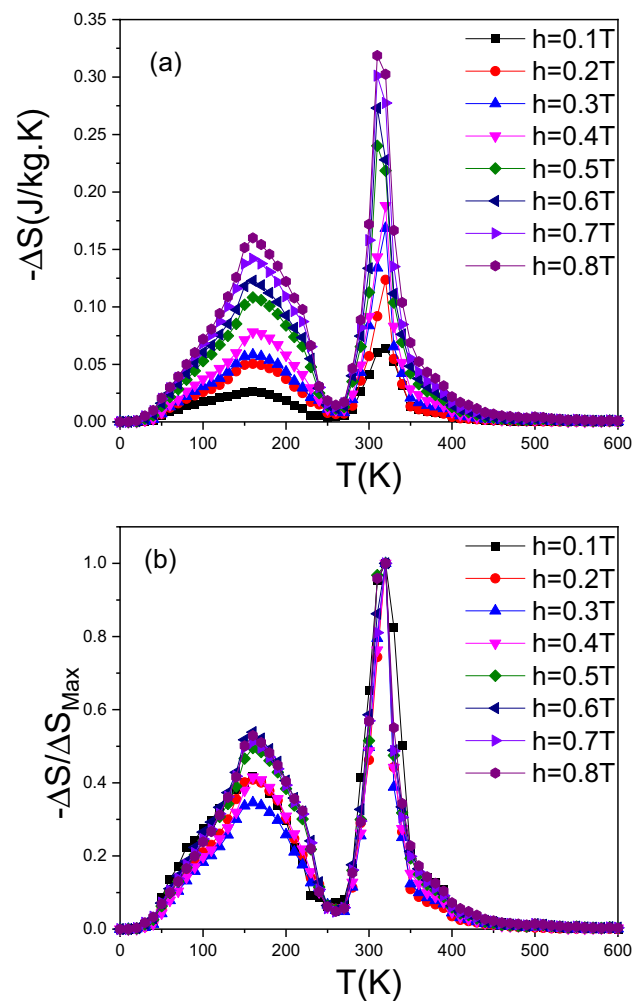 (a)
-ΔS(J/kg.K)
0.35
0.30
0.25
0.20
0.15
0.10
0.05
0.00
h=0.1T
h=0.2T
h=0.3T
h=0.4T
h=0.5T
h=0.6T
h=0.7T
h=0.8T
0 100 200 300 400 500 600
T(K)
(b)
-ΔS/ΔS_Max
1.0
0.8
0.6
0.4
0.2
0.0
h=0.1T
h=0.2T
h=0.3T
h=0.4T
h=0.5T
h=0.6T
h=0.7T
h=0.8T
0 100 200 300 400 500 600
T(K)